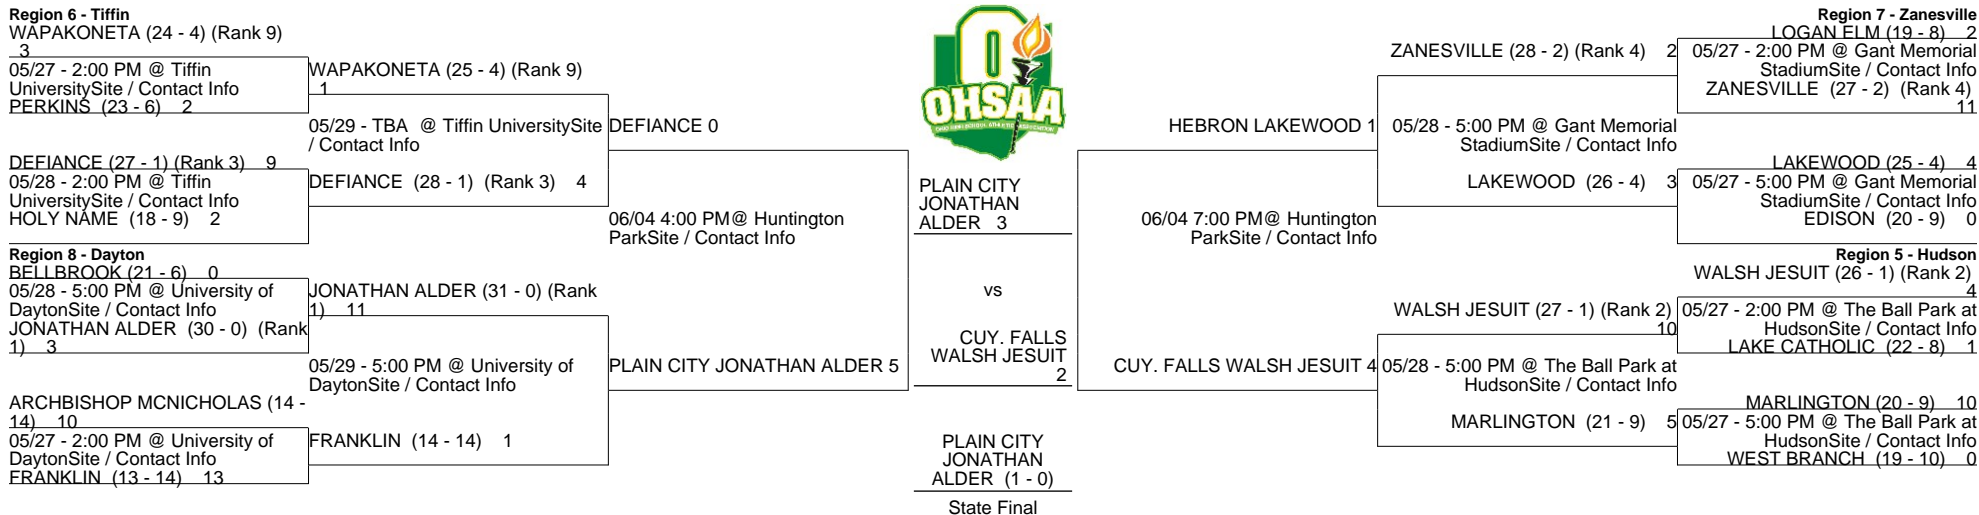 Region 6 - Tiffin
WAPAKONETA (24 - 4) (Rank 9)
3
05/27 - 2:00 PM @ Tiffin
UniversitySite / Contact Info
PERKINS (23 - 6) 2
DEFIANCE (27 - 1) (Rank 3) 9
05/28 - 2:00 PM @ Tiffin
UniversitySite / Contact Info
HOLY NAME (18 - 9) 2
Region 8 - Dayton
BELLBROOK (21 - 6) 0
05/28 - 5:00 PM @ University of
DaytonSite / Contact Info
JONATHAN ALDER (30 - 0) (Rank
1) 3
ARCHBISHOP MCNICHOLAS (14 -
14) 10
05/27 - 2:00 PM @ University of
DaytonSite / Contact Info
FRANKLIN (13 - 14) 13
WAPAKONETA (25 - 4) (Rank 9)
1
05/29 - TBA @ Tiffin UniversitySite
/ Contact Info
DEFIANCE (28 - 1) (Rank 3) 4
JONATHAN ALDER (31 - 0) (Rank
1) 11
05/29 - 5:00 PM @ University of
DaytonSite / Contact Info
FRANKLIN (14 - 14) 1
DEFIANCE 0
06/04 4:00 PM@ Huntington
ParkSite / Contact Info
PLAIN CITY JONATHAN ALDER 5
OHSAA
PLAIN CITY
JONATHAN
ALDER 3
vs
CUY. FALLS
WALSH JESUIT
2
PLAIN CITY
JONATHAN
ALDER (1 - 0)
State Final
HEBRON LAKEWOOD 1
06/04 7:00 PM@ Huntington
ParkSite / Contact Info
CUY. FALLS WALSH JESUIT 4
ZANESVILLE (28 - 2) (Rank 4) 2
05/28 - 5:00 PM @ Gant Memorial
StadiumSite / Contact Info
LAKEWOOD (26 - 4) 3
WALSH JESUIT (27 - 1) (Rank 2)
10
05/28 - 5:00 PM @ The Ball Park at
HudsonSite / Contact Info
MARLINGTON (21 - 9) 5
Region 7 - Zanesville
LOGAN ELM (19 - 8) 2
05/27 - 2:00 PM @ Gant Memorial
StadiumSite / Contact Info
ZANESVILLE (27 - 2) (Rank 4)
11
LAKEWOOD (25 - 4) 4
05/27 - 5:00 PM @ Gant Memorial
StadiumSite / Contact Info
EDISON (20 - 9) 0
Region 5 - Hudson
WALSH JESUIT (26 - 1) (Rank 2)
4
05/27 - 2:00 PM @ The Ball Park at
HudsonSite / Contact Info
LAKE CATHOLIC (22 - 8) 1
MARLINGTON (20 - 9) 10
05/27 - 5:00 PM @ The Ball Park at
HudsonSite / Contact Info
WEST BRANCH (19 - 10) 0